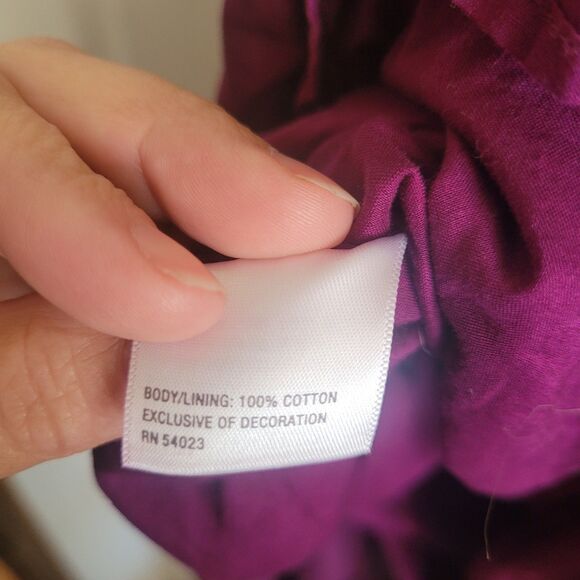 BODY/LINING: 100% COTTON
EXCLUSIVE OF DECORATION
RN 54023